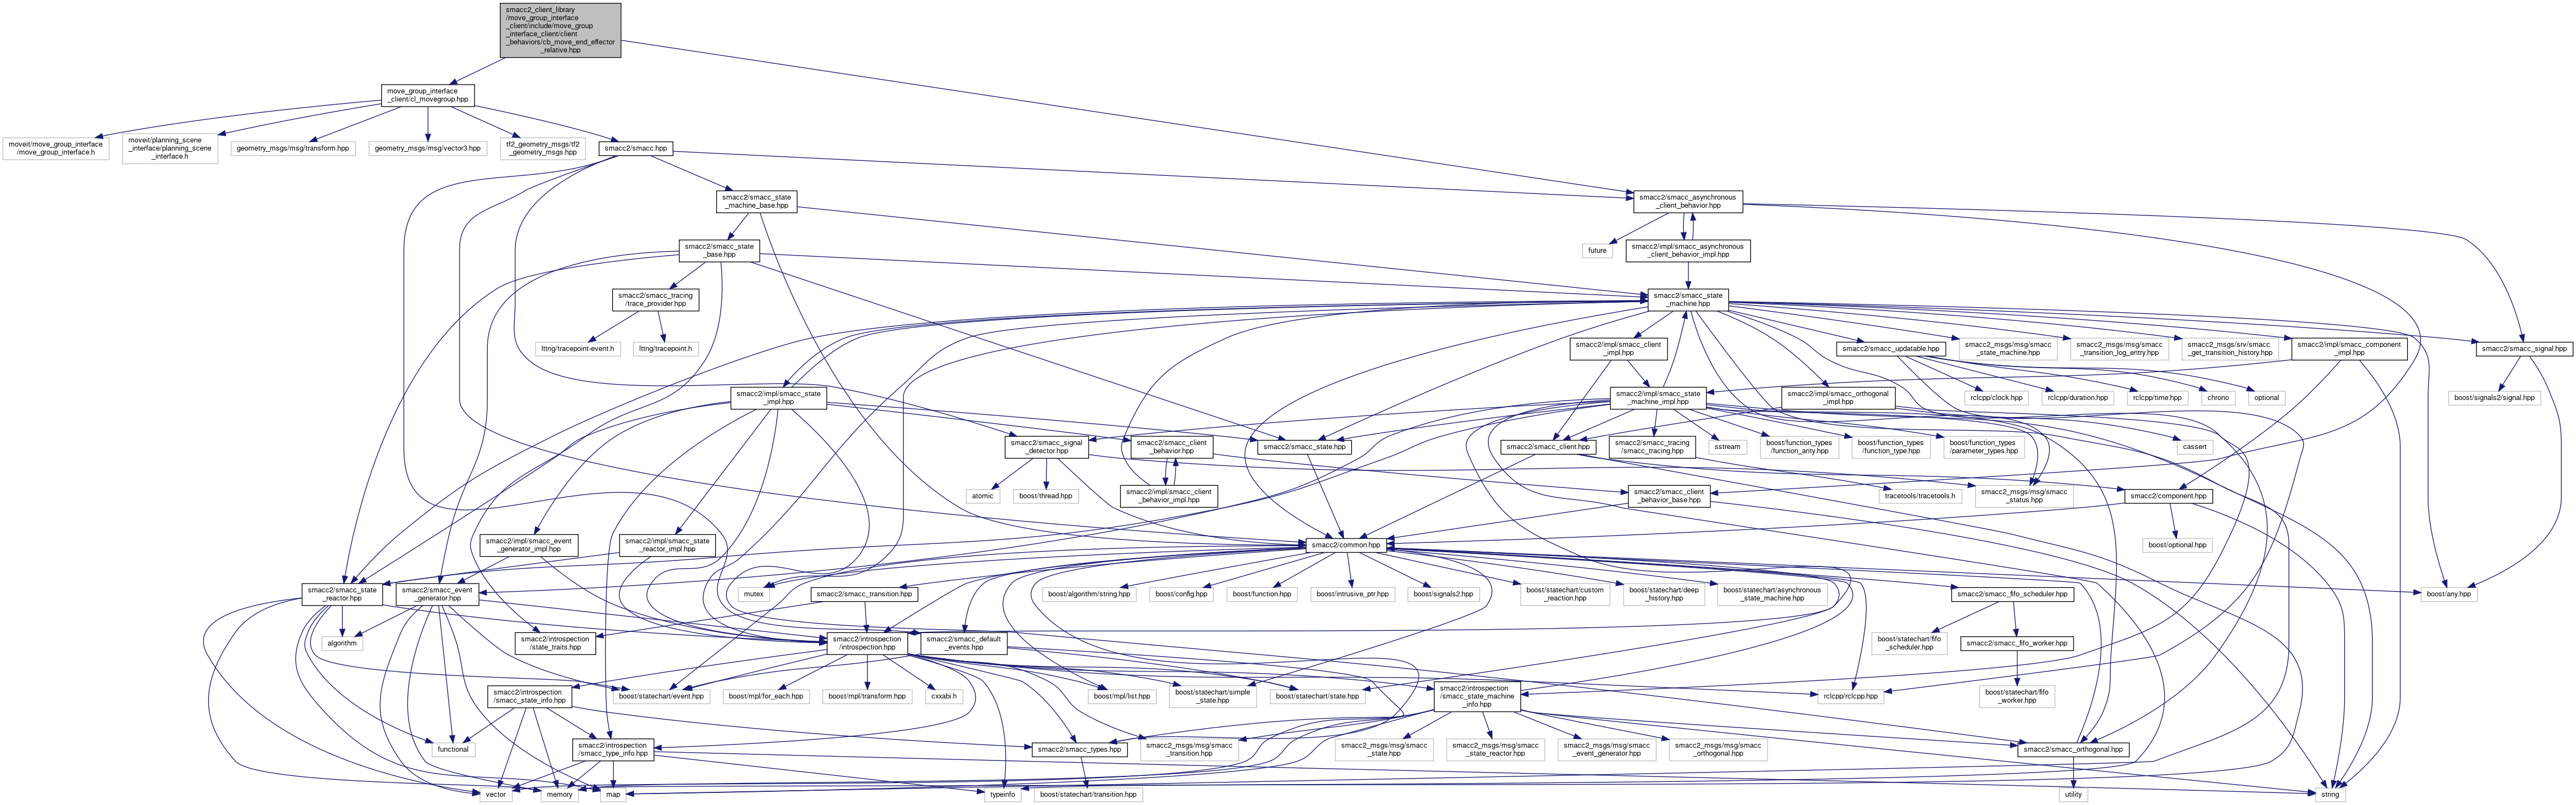 smacc2_client_library
/move_group_interface
_client/include/move_group
_interface_client/client
_behaviors/cb_move_end_effector
_relative.hpp
move_group_interface
_client/cl_movegroup.hpp
moveit/move_group_interface
/move_group_interface.h
moveit/planning_scene
_interface/planning_scene
_interface.h
geometry_msgs/msg/transform.hpp
geometry_msgs/msg/vector3.hpp
tf2_geometry_msgs/tf2
_geometry_msgs.hpp
smacc2/smacc.hpp
smacc2/smacc_state
_machine_base.hpp
smacc2/smacc_asynchronous
_client_behavior.hpp
smacc2/smacc_state
_base.hpp
future
smacc2/impl/smacc_asynchronous
_client_behavior_impl.hpp
smacc2/smacc_tracing
/trace_provider.hpp
smacc2/smacc_state
_machine.hpp
lttng/tracepoint-event.h
lttng/tracepoint.h
smacc2/impl/smacc_client
_impl.hpp
smacc2/smacc_updatable.hpp
smacc2_msgs/msg/smacc
_state_machine.hpp
smacc2_msgs/msg/smacc
_transition_log_entry.hpp
smacc2_msgs/srv/smacc
_get_transition_history.hpp
smacc2/impl/smacc_component
_impl.hpp
smacc2/smacc_signal.hpp
smacc2/impl/smacc_state
_impl.hpp
smacc2/impl/smacc_state
_machine_impl.hpp
smacc2/impl/smacc_orthogonal
_impl.hpp
rclcpp/clock.hpp
rclcpp/duration.hpp
rclcpp/time.hpp
chrono
optional
boost/signals2/signal.hpp
smacc2/smacc_signal
_detector.hpp
smacc2/smacc_client
_behavior.hpp
smacc2/smacc_state.hpp
smacc2/smacc_client.hpp
smacc2/smacc_tracing
/smacc_tracing.hpp
sstream
boost/function_types
/function_arity.hpp
boost/function_types
/function_type.hpp
boost/function_types
/parameter_types.hpp
cassert
atomic
boost/thread.hpp
smacc2/impl/smacc_client
_behavior_impl.hpp
smacc2/smacc_client
_behavior_base.hpp
tracetools/tracetools.h
smacc2_msgs/msg/smacc
_status.hpp
smacc2/component.hpp
smacc2/impl/smacc_event
_generator_impl.hpp
smacc2/impl/smacc_state
_reactor_impl.hpp
smacc2/common.hpp
boost/optional.hpp
smacc2/smacc_state
_reactor.hpp
smacc2/smacc_event
_generator.hpp
mutex
smacc2/smacc_transition.hpp
boost/algorithm/string.hpp
boost/config.hpp
boost/function.hpp
boost/intrusive_ptr.hpp
boost/signals2.hpp
boost/statechart/custom
_reaction.hpp
boost/statechart/deep
_history.hpp
boost/statechart/asynchronous
_state_machine.hpp
smacc2/smacc_fifo_scheduler.hpp
boost/any.hpp
algorithm
smacc2/introspection
/state_traits.hpp
smacc2/introspection
/introspection.hpp
smacc2/smacc_default
_events.hpp
boost/statechart/fifo
_scheduler.hpp
smacc2/smacc_fifo_worker.hpp
smacc2/introspection
/smacc_state_info.hpp
boost/statechart/event.hpp
boost/mpl/for_each.hpp
boost/mpl/transform.hpp
cxxabi.h
boost/mpl/list.hpp
boost/statechart/simple
_state.hpp
boost/statechart/state.hpp
smacc2/introspection
/smacc_state_machine
_info.hpp
rclcpp/rclcpp.hpp
boost/statechart/fifo
_worker.hpp
functional
smacc2/introspection
/smacc_type_info.hpp
smacc2/smacc_types.hpp
smacc2_msgs/msg/smacc
_transition.hpp
smacc2_msgs/msg/smacc
_state.hpp
smacc2_msgs/msg/smacc
_state_reactor.hpp
smacc2_msgs/msg/smacc
_event_generator.hpp
smacc2_msgs/msg/smacc
_orthogonal.hpp
smacc2/smacc_orthogonal.hpp
vector
memory
map
typeinfo
boost/statechart/transition.hpp
utility
string